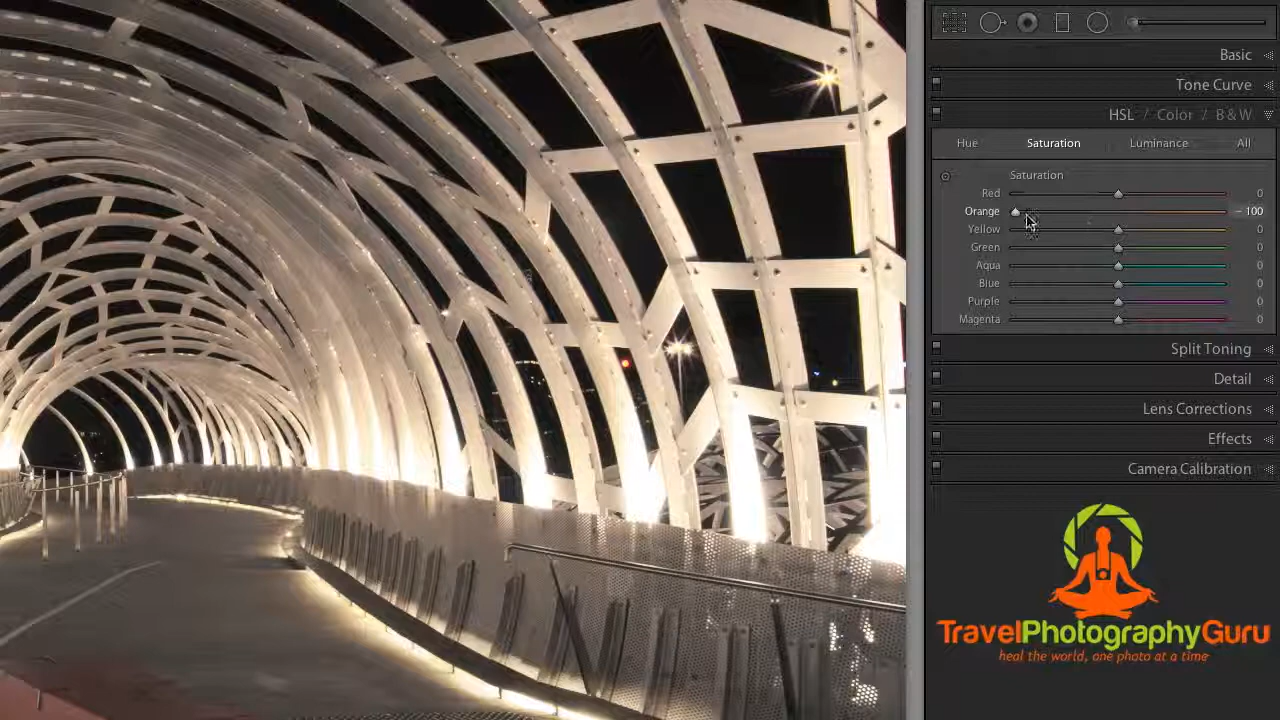 Basic
Tone Curve
HSL / Color / B & W
Hue Saturation Luminance All
Saturation
Red 0
Orange - 100
Yellow 0
Green 0
Aqua 0
Blue 0
Purple 0
Magenta 0
Split Toning
Detail
Lens Corrections
Effects
Camera Calibration
TravelPhotographyGuru
heal the world, one photo at a time